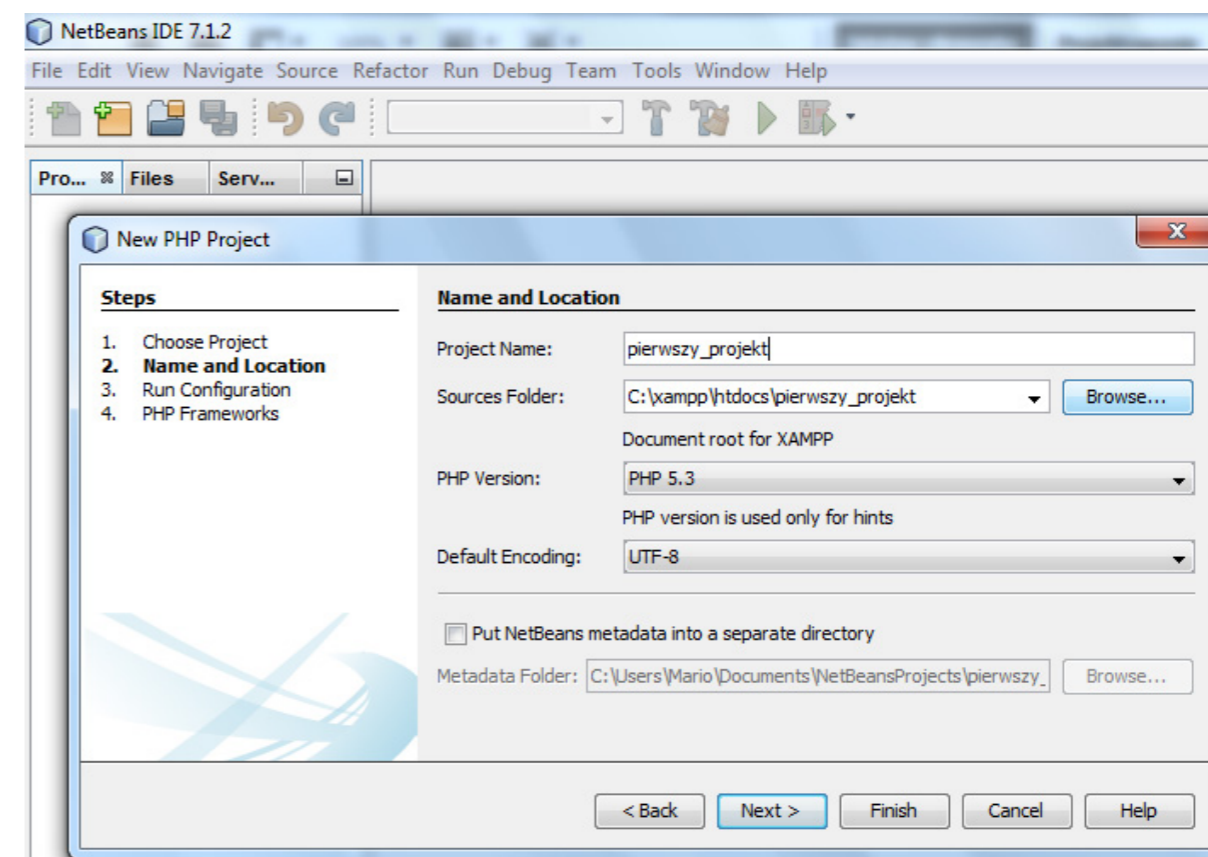 NetBeans IDE 7.1.2
File Edit View Navigate Source Refactor Run Debug Team Tools Window Help
Pro... Files Serv...
New PHP Project
Steps
1. Choose Project
2. Name and Location
3. Run Configuration
4. PHP Frameworks
Name and Location
Project Name: pierwszy_projekt
Sources Folder: C:\xampp\htdocs\pierwszy_projekt Browse...
Document root for XAMPP
PHP Version: PHP 5.3
PHP version is used only for hints
Default Encoding: UTF-8
Put NetBeans metadata into a separate directory
Metadata Folder: C:\Users\Mario\Documents\NetBeansProjects\pierwszy_ Browse...
< Back Next > Finish Cancel Help